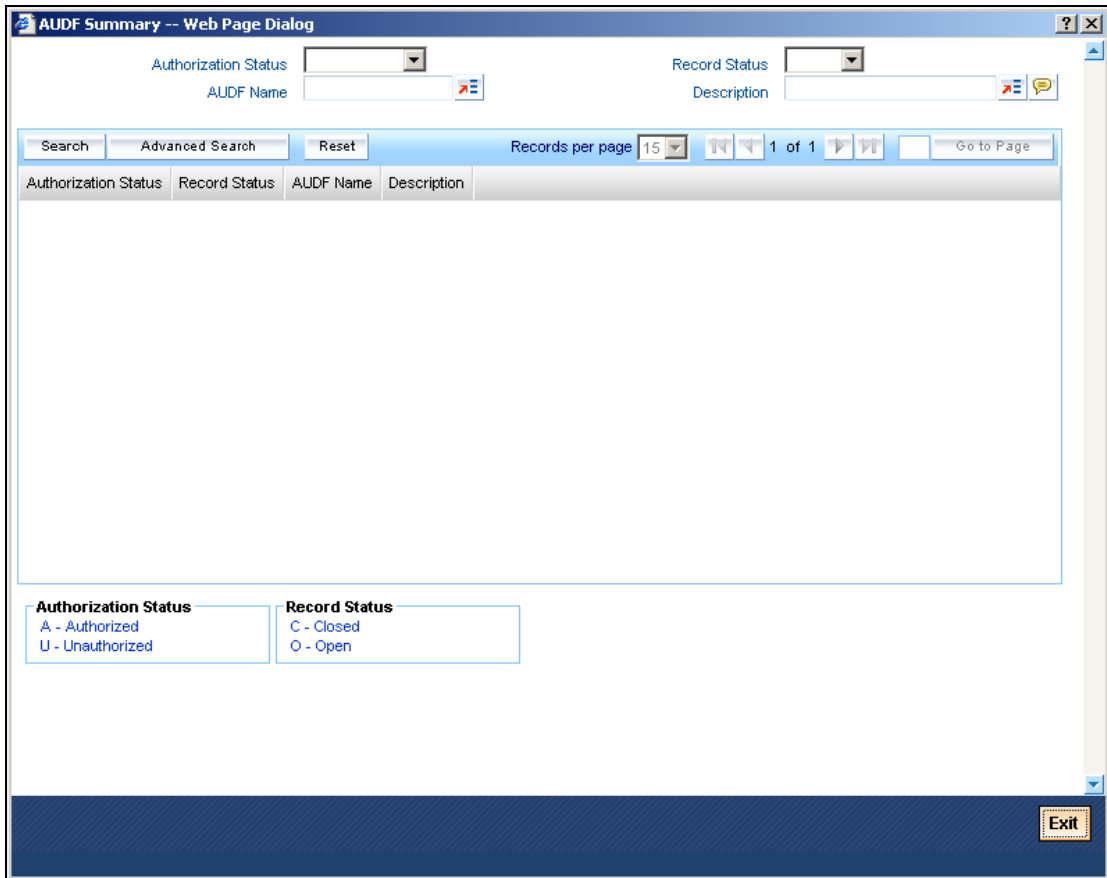 AUDF Summary -- Web Page Dialog
Authorization Status Record Status
AUDF Name Description
Search Advanced Search Reset Records per page 15 1 of 1 Go to Page
Authorization Status Record Status AUDF Name Description
Authorization Status Record Status
A - Authorized C - Closed
U - Unauthorized O - Open
Exit